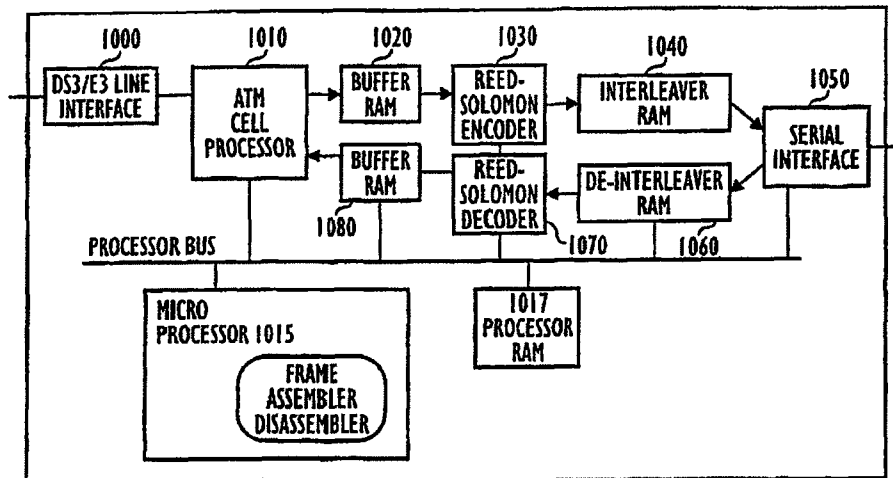 1000
DS3/E3 LINE
INTERFACE
1010
ATM
CELL
PROCESSOR
1020
BUFFER
RAM
1030
REED-
SOLOMON
ENCODER
1040
INTERLEAVER
RAM
1050
SERIAL
INTERFACE
BUFFER
RAM
1080
REED-
SOLOMON
DECODER
1070
DE-INTERLEAVER
RAM
1060
PROCESSOR BUS
MICRO
PROCESSOR 1015
FRAME
ASSEMBLER
DISASSEMBLER
1017
PROCESSOR
RAM